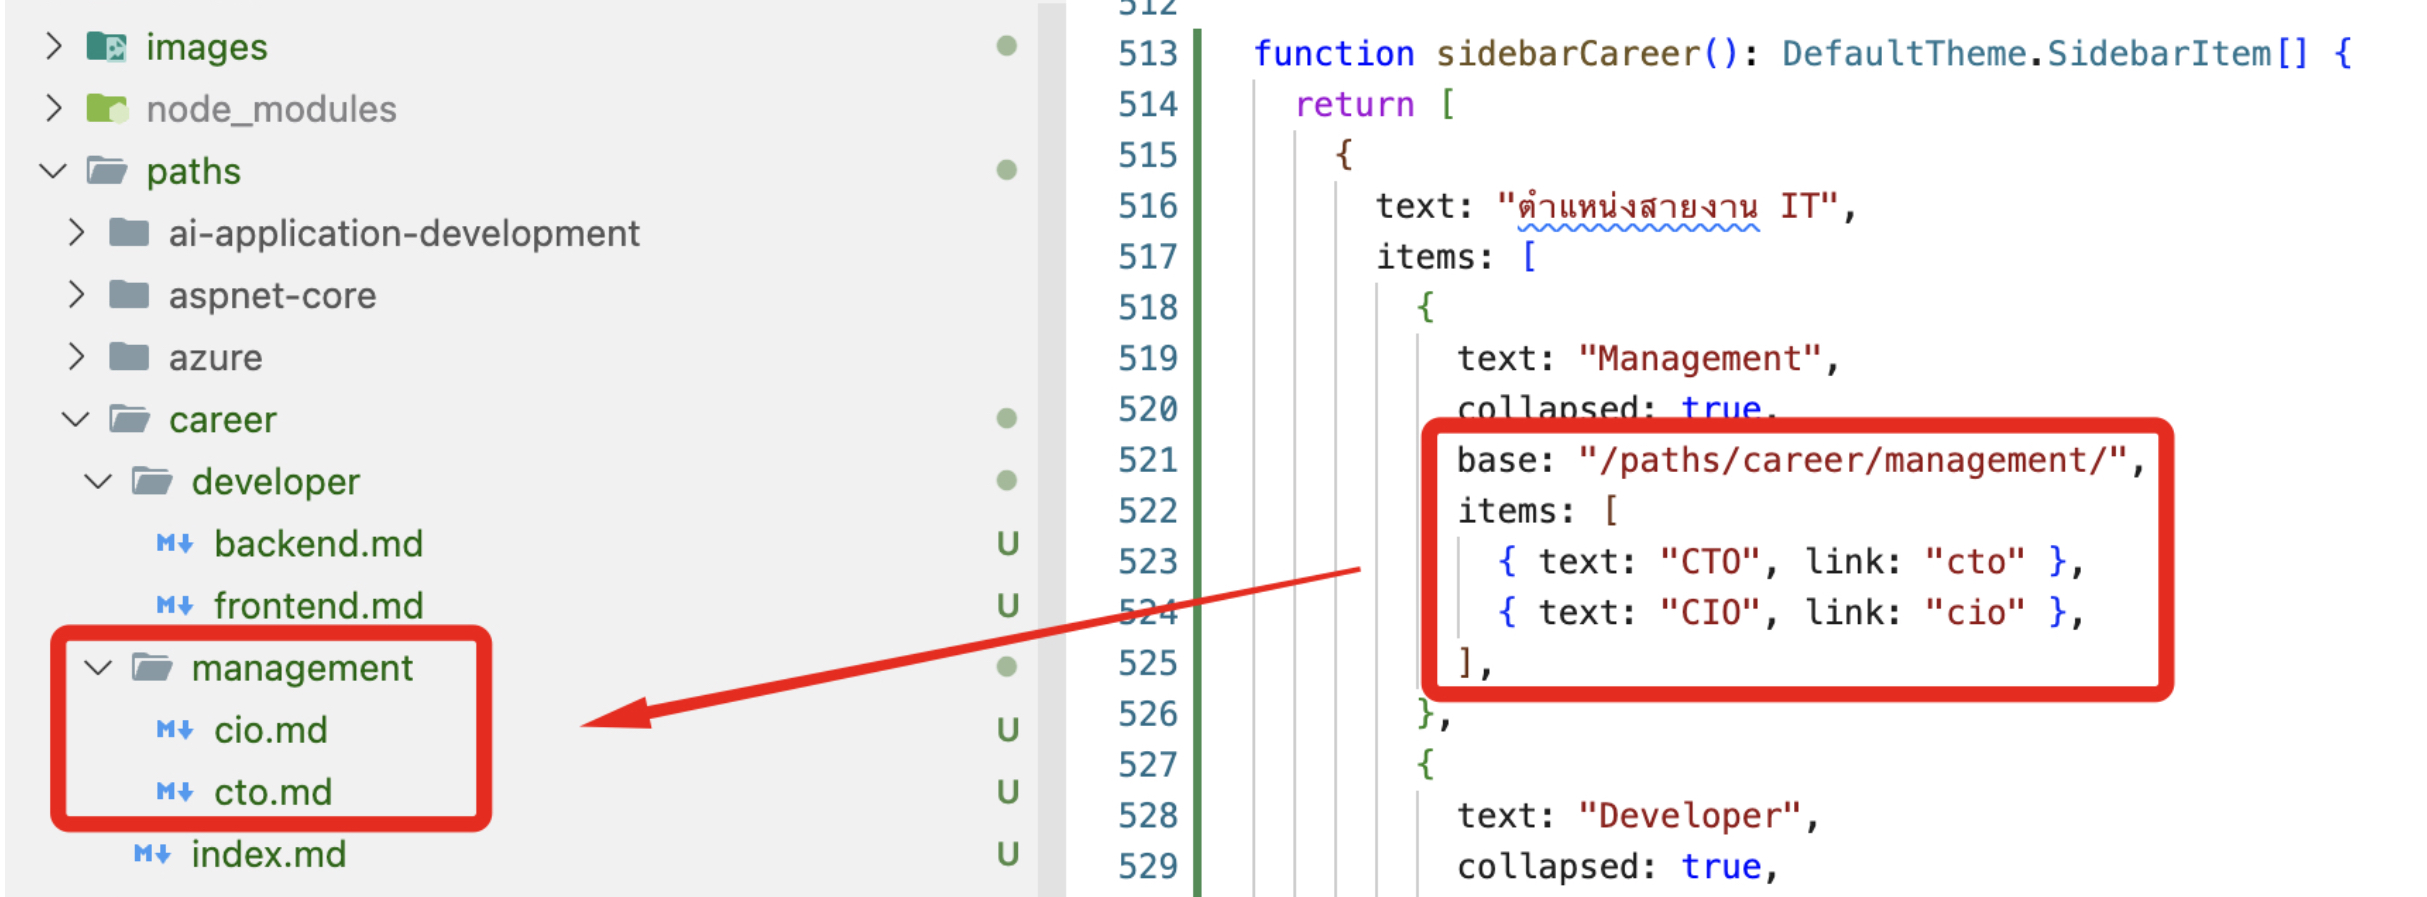 images
node_modules
paths
ai-application-development
aspnet-core
azure
career
developer
backend.md U
frontend.md U
management
cio.md U
cto.md U
index.md U
512
513 function sidebarCareer(): DefaultTheme.SidebarItem[] {
514 return [
515 {
516 text: "ตำแหน่งสายงาน IT",
517 items: [
518 {
519 text: "Management",
520 collapsed: true,
521 base: "/paths/career/management/",
522 items: [
523 { text: "CTO", link: "cto" },
524 { text: "CIO", link: "cio" },
525 ],
526 },
527 {
528 text: "Developer",
529 collapsed: true,